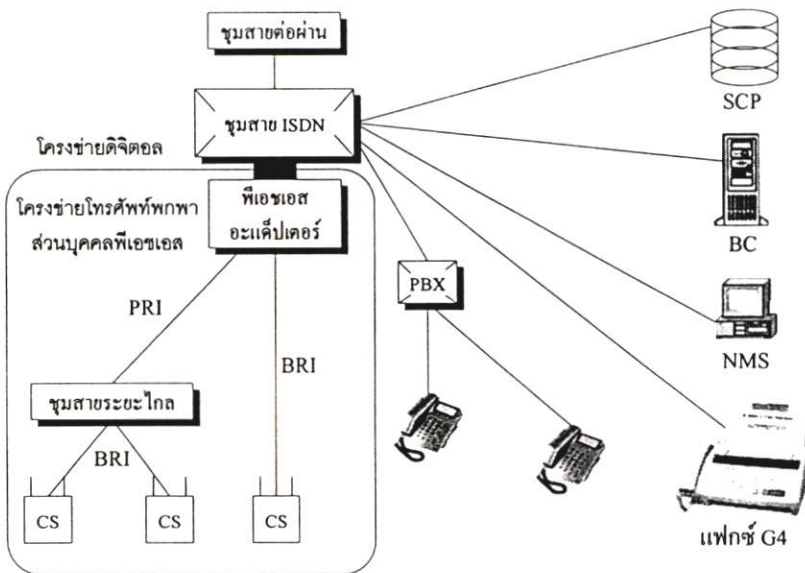 ชุมสายต่อผ่าน
ชุมสาย ISDN
SCP
โครงข่ายดิจิตอล
โครงข่ายโทรศัพท์พกพา
ส่วนบุคคลพีเอชเอส
พีเอชเอส
อะแด็ปเตอร์
BC
PBX
PRI
BRI
NMS
ชุมสายระยะไกล
BRI
CS
CS
CS
แฟกซ์ G4